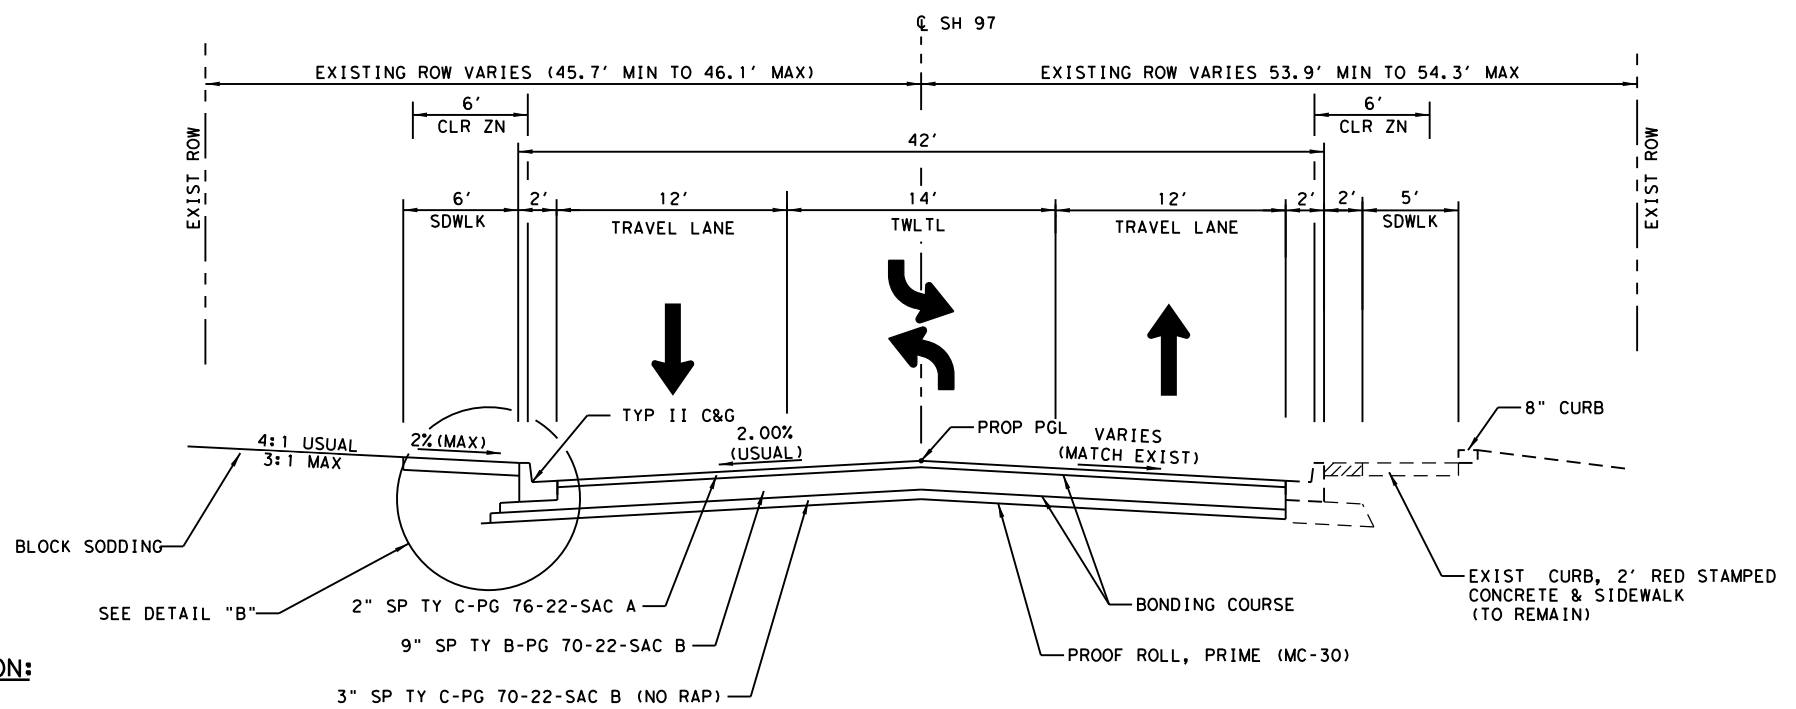 ℄ SH 97
EXISTING ROW VARIES (45.7' MIN TO 46.1' MAX)
EXISTING ROW VARIES 53.9' MIN TO 54.3' MAX
6'
CLR ZN
6'
CLR ZN
42'
EXIST ROW
EXIST ROW
6'
SDWLK
2'
12'
TRAVEL LANE
14'
TWLTL
12'
TRAVEL LANE
2'
2'
5'
SDWLK
TYP II C&G
PROP PGL
8" CURB
4:1 USUAL
3:1 MAX
2%(MAX)
2.00%
(USUAL)
VARIES
(MATCH EXIST)
BLOCK SODDING
SEE DETAIL "B"
2" SP TY C-PG 76-22-SAC A
9" SP TY B-PG 70-22-SAC B
3" SP TY C-PG 70-22-SAC B (NO RAP)
BONDING COURSE
PROOF ROLL, PRIME (MC-30)
EXIST CURB, 2' RED STAMPED
CONCRETE & SIDEWALK
(TO REMAIN)
ON: